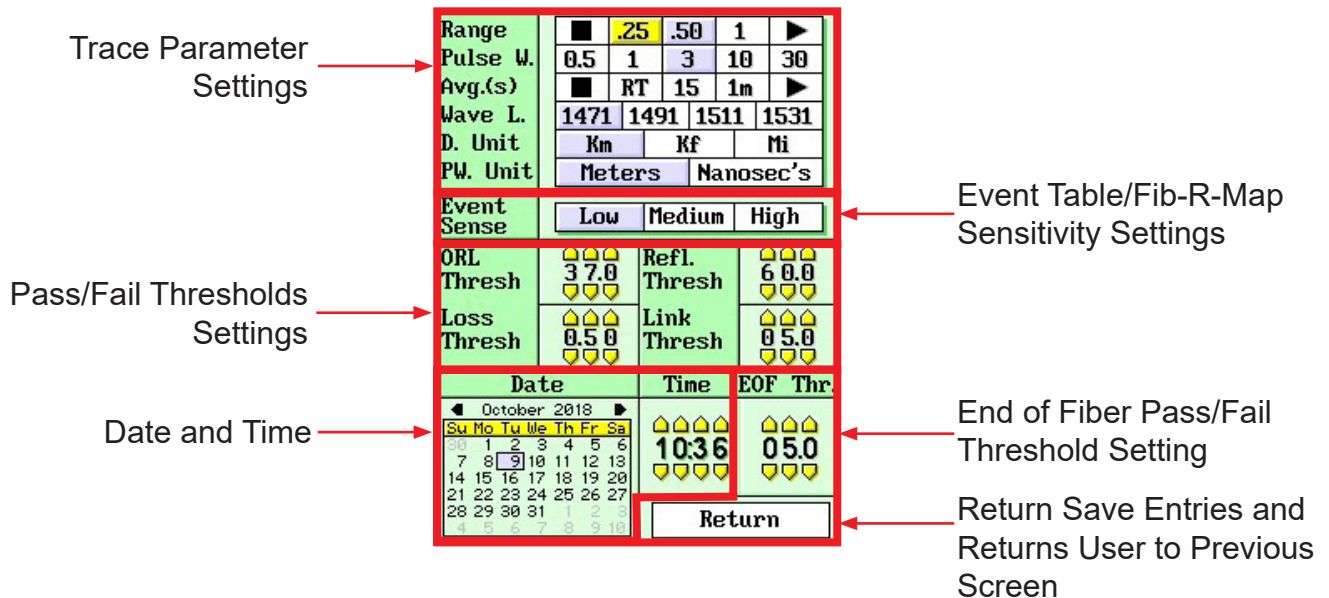 Trace Parameter
Settings
Range ■ .25 .50 1 ▶
Pulse W. 0.5 1 3 10 30
Avg.(s) ■ RT 15 1m ▶
Wave L. 1471 1491 1511 1531
D. Unit Km Kf Mi
PW. Unit Meters Nanosec's
Event
Sense Low Medium High
Event Table/Fib-R-Map
Sensitivity Settings
Pass/Fail Thresholds
Settings
ORL
Thresh 37.0
Refl.
Thresh 60.0
Loss
Thresh 0.50
Link
Thresh 05.0
Date and Time
Date
◀ October 2018 ▶
Su Mo Tu We Th Fr Sa
30 1 2 3 4 5 6
7 8 9 10 11 12 13
14 15 16 17 18 19 20
21 22 23 24 25 26 27
28 29 30 31 1 2 3
4 5 6 7 8 9 10
Time
10:36
EOF Thr.
05.0
Return
End of Fiber Pass/Fail
Threshold Setting
Return Save Entries and
Returns User to Previous
Screen